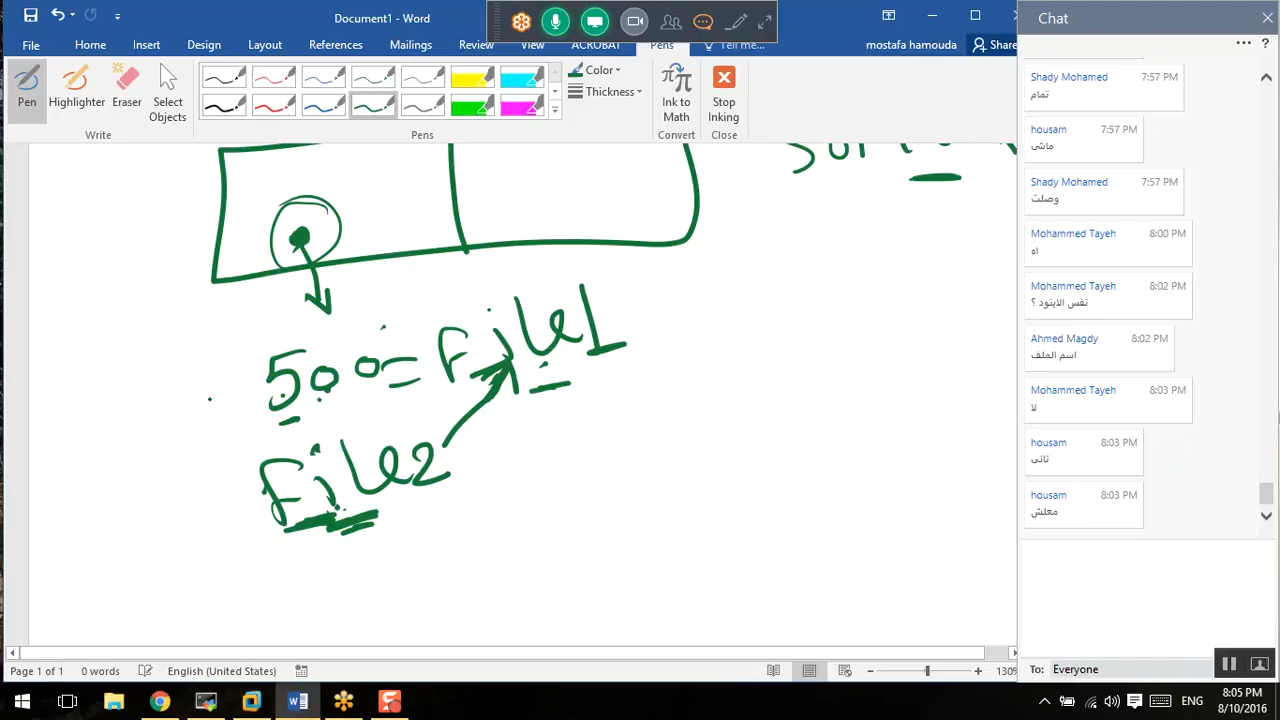 Document1 - Word
File Home Insert Design Layout References Mailings Review View ACROBAT Pens Tell me... mostafa hamouda Share
Pen Highlighter Eraser Select Objects
Color
Thickness
Ink to Math
Stop Inking
Write Pens Convert Close
500 = File1
File2
Chat
Shady Mohamed 7:57 PM
تمام
housam 7:57 PM
ماشى
Shady Mohamed 7:57 PM
وصلت
Mohammed Tayeh 8:00 PM
اه
Mohammed Tayeh 8:02 PM
نفس الاينود ؟
Ahmed Magdy 8:02 PM
اسم الملف
Mohammed Tayeh 8:03 PM
لا
housam 8:03 PM
تانى
housam 8:03 PM
معلش
To: Everyone
Page 1 of 1 0 words English (United States) 130%
ENG 8:05 PM
8/10/2016